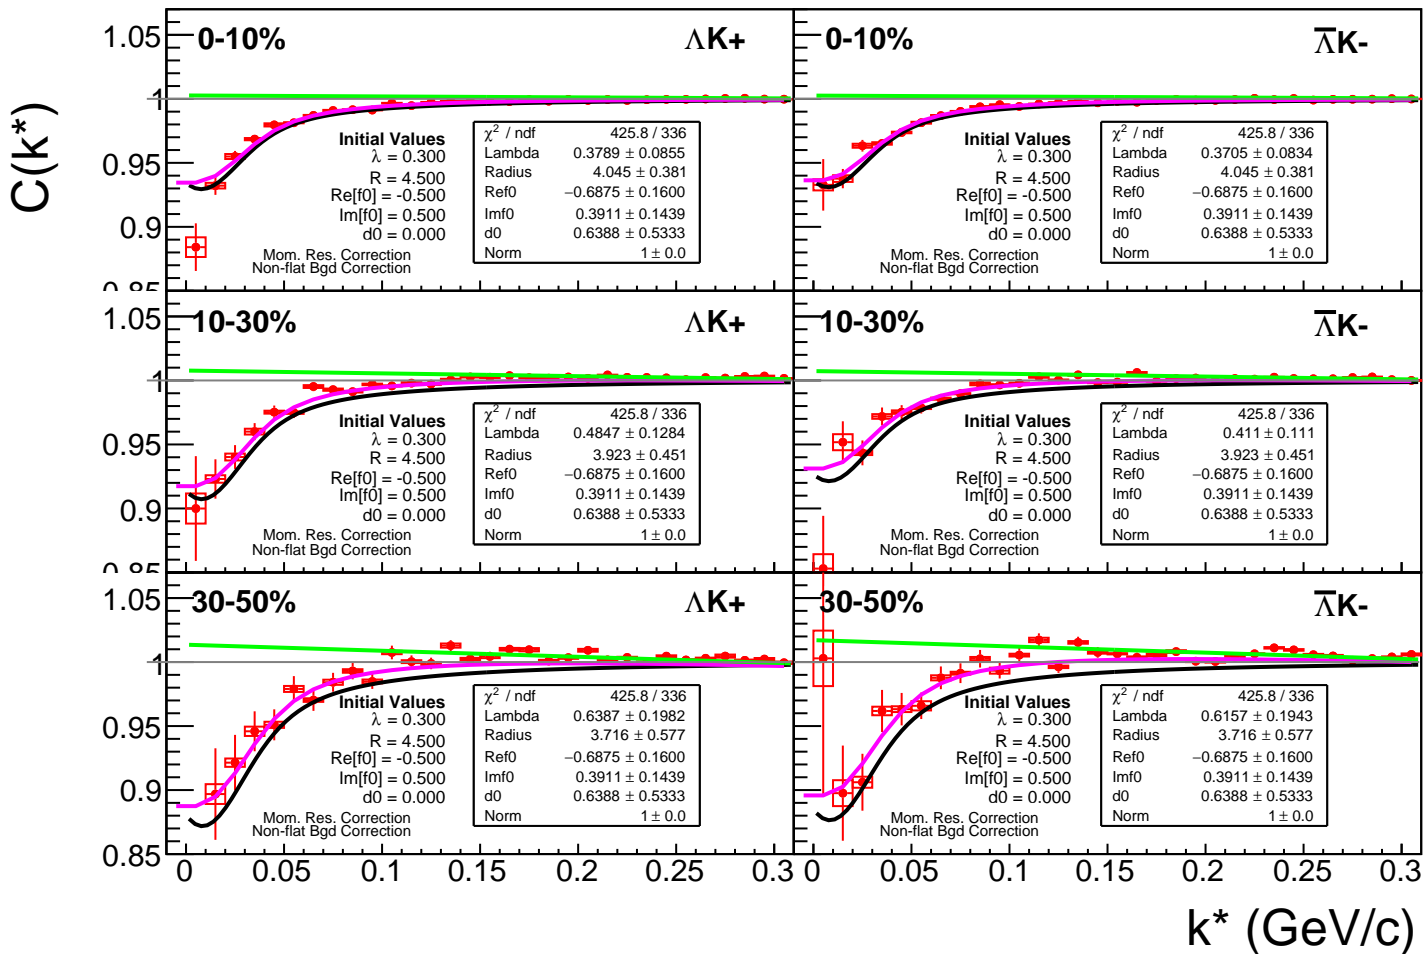 C(k*)
1.05
1
0.95
0.9
0.85
0-10%
ΛK+
Initial Values
λ = 0.300
R = 4.500
Re[f0] = -0.500
Im[f0] = 0.500
d0 = 0.000
Mom. Res. Correction
Non-flat Bgd Correction
χ² / ndf 425.8 / 336
Lambda 0.3789 ± 0.0855
Radius 4.045 ± 0.381
Ref0 −0.6875 ± 0.1600
Imf0 0.3911 ± 0.1439
d0 0.6388 ± 0.5333
Norm 1 ± 0.0
0-10%
Λ̅K-
Initial Values
λ = 0.300
R = 4.500
Re[f0] = -0.500
Im[f0] = 0.500
d0 = 0.000
Mom. Res. Correction
Non-flat Bgd Correction
χ² / ndf 425.8 / 336
Lambda 0.3705 ± 0.0834
Radius 4.045 ± 0.381
Ref0 −0.6875 ± 0.1600
Imf0 0.3911 ± 0.1439
d0 0.6388 ± 0.5333
Norm 1 ± 0.0
1.05
1
0.95
0.9
0.85
10-30%
ΛK+
Initial Values
λ = 0.300
R = 4.500
Re[f0] = -0.500
Im[f0] = 0.500
d0 = 0.000
Mom. Res. Correction
Non-flat Bgd Correction
χ² / ndf 425.8 / 336
Lambda 0.4847 ± 0.1284
Radius 3.923 ± 0.451
Ref0 −0.6875 ± 0.1600
Imf0 0.3911 ± 0.1439
d0 0.6388 ± 0.5333
Norm 1 ± 0.0
10-30%
Λ̅K-
Initial Values
λ = 0.300
R = 4.500
Re[f0] = -0.500
Im[f0] = 0.500
d0 = 0.000
Mom. Res. Correction
Non-flat Bgd Correction
χ² / ndf 425.8 / 336
Lambda 0.411 ± 0.111
Radius 3.923 ± 0.451
Ref0 −0.6875 ± 0.1600
Imf0 0.3911 ± 0.1439
d0 0.6388 ± 0.5333
Norm 1 ± 0.0
1.05
1
0.95
0.9
0.85
30-50%
ΛK+
Initial Values
λ = 0.300
R = 4.500
Re[f0] = -0.500
Im[f0] = 0.500
d0 = 0.000
Mom. Res. Correction
Non-flat Bgd Correction
χ² / ndf 425.8 / 336
Lambda 0.6387 ± 0.1982
Radius 3.716 ± 0.577
Ref0 −0.6875 ± 0.1600
Imf0 0.3911 ± 0.1439
d0 0.6388 ± 0.5333
Norm 1 ± 0.0
30-50%
Λ̅K-
Initial Values
λ = 0.300
R = 4.500
Re[f0] = -0.500
Im[f0] = 0.500
d0 = 0.000
Mom. Res. Correction
Non-flat Bgd Correction
χ² / ndf 425.8 / 336
Lambda 0.6157 ± 0.1943
Radius 3.716 ± 0.577
Ref0 −0.6875 ± 0.1600
Imf0 0.3911 ± 0.1439
d0 0.6388 ± 0.5333
Norm 1 ± 0.0
0 0.05 0.1 0.15 0.2 0.25 0.3
0 0.05 0.1 0.15 0.2 0.25 0.3
k* (GeV/c)